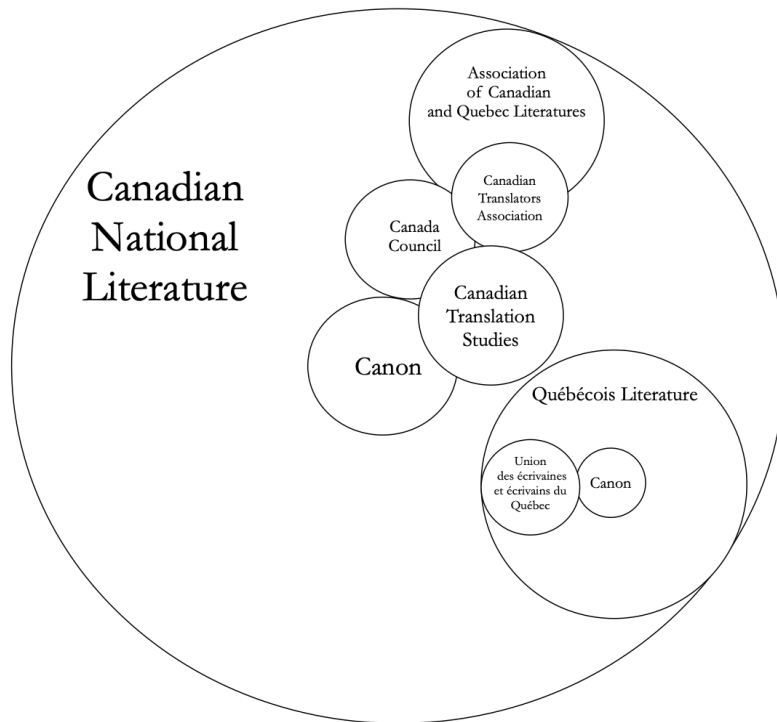 Association
of Canadian
and Quebec Literatures
Canadian
National
Literature
Canadian
Translators
Association
Canada
Council
Canadian
Translation
Studies
Canon
Québécois Literature
Union
des écrivaines
et écrivains du
Québec
Canon